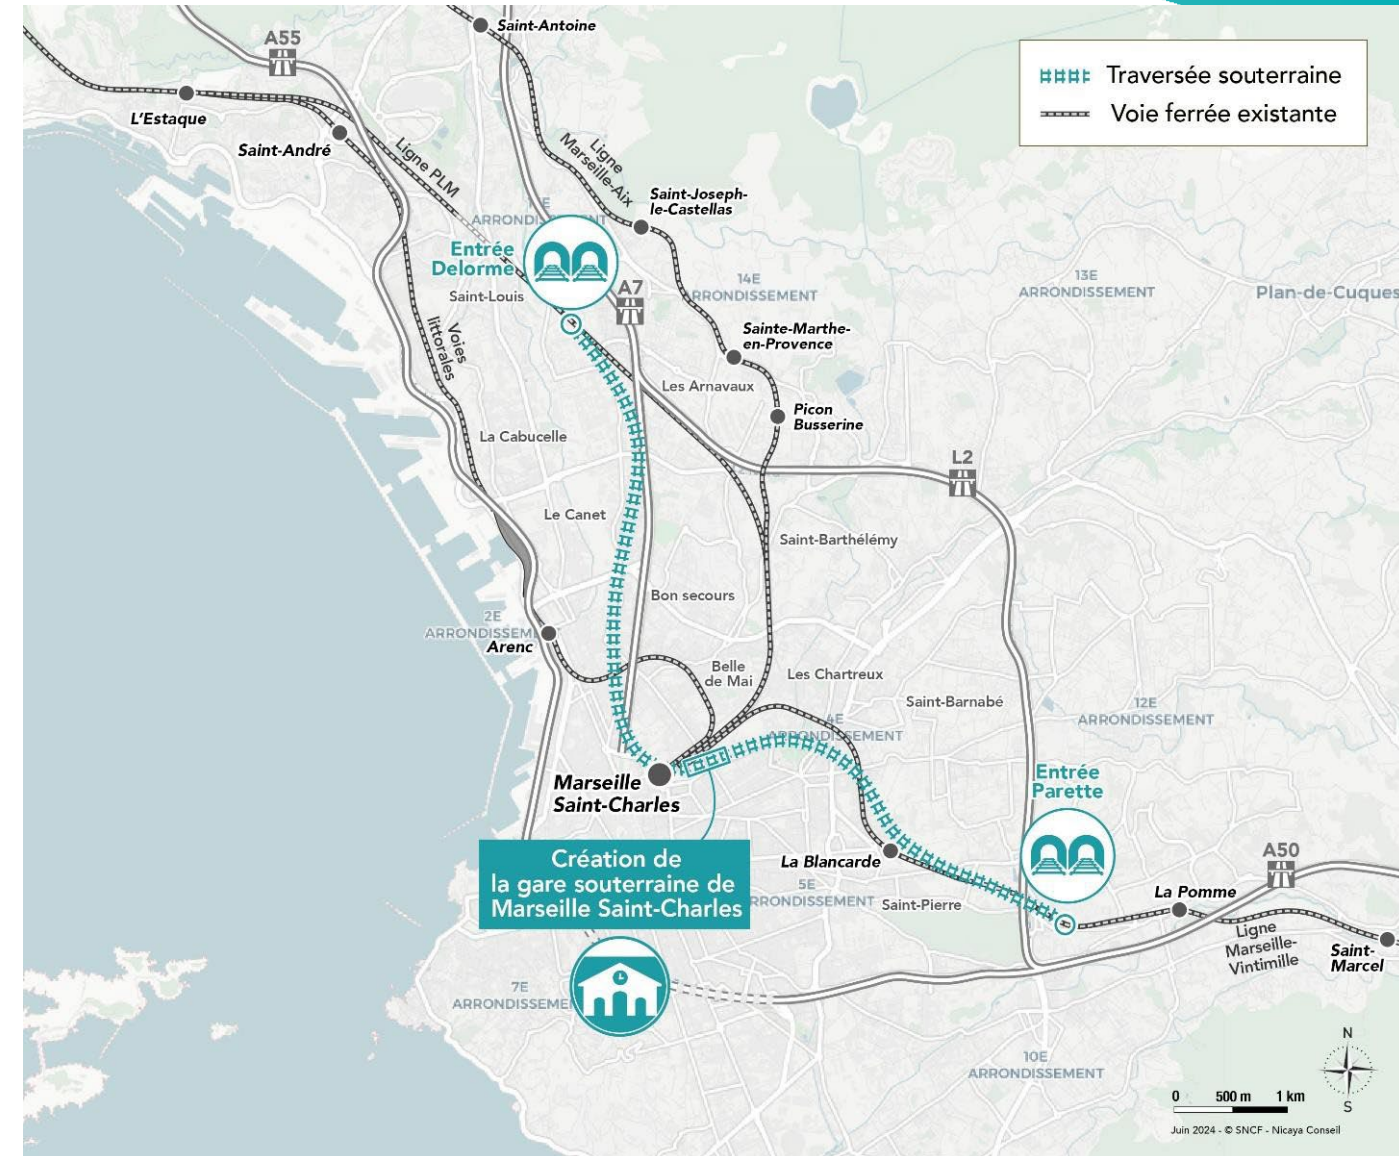 Saint-Antoine
A55
Traversée souterraine
Voie ferrée existante
L'Estaque
Saint-André
Ligne PLM
Ligne
Marseille-Aix
Saint-Joseph-
le-Castellas
ARRONDISSEMENT
Entrée
Delorme
Saint-Louis
A7
14E
ARRONDISSEMENT
13E
ARRONDISSEMENT
Plan-de-Cuques
Voies
littorales
Sainte-Marthe-
en-Provence
Les Arnavaux
Picon
Busserine
La Cabucelle
L2
Le Canet
Saint-Barthélémy
Bon secours
2E
ARRONDISSEM
Arenc
Belle
de Mai
Les Chartreux
Saint-Barnabé
4E
ARRONDISSEMENT
12E
ARRONDISSEMENT
Marseille
Saint-Charles
Entrée
Parette
Création de
la gare souterraine de
Marseille Saint-Charles
La Blancarde
5E
RRONDISSEMENT
Saint-Pierre
A50
La Pomme
Ligne
Marseille-
Vintimille
Saint-
Marcel
7E
ARRONDISSEME
10E
ARRONDISSEMENT
N
S
0 500 m 1 km
Juin 2024 - © SNCF - Nicaya Conseil